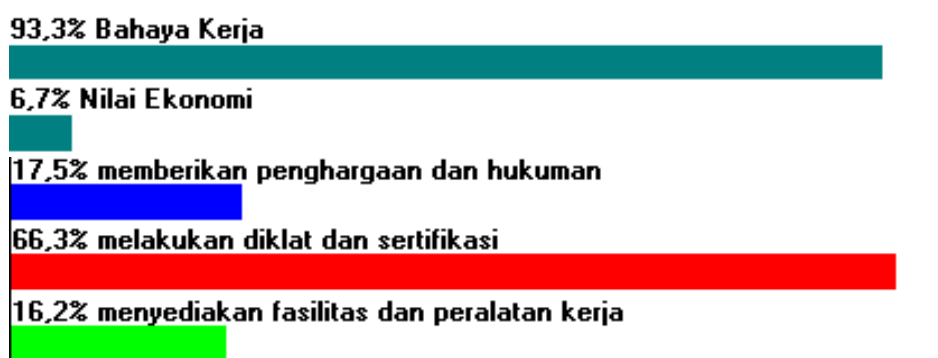 93,3% Bahaya Kerja
6,7% Nilai Ekonomi
17,5% memberikan penghargaan dan hukuman
66,3% melakukan diklat dan sertifikasi
16,2% menyediakan fasilitas dan peralatan kerja